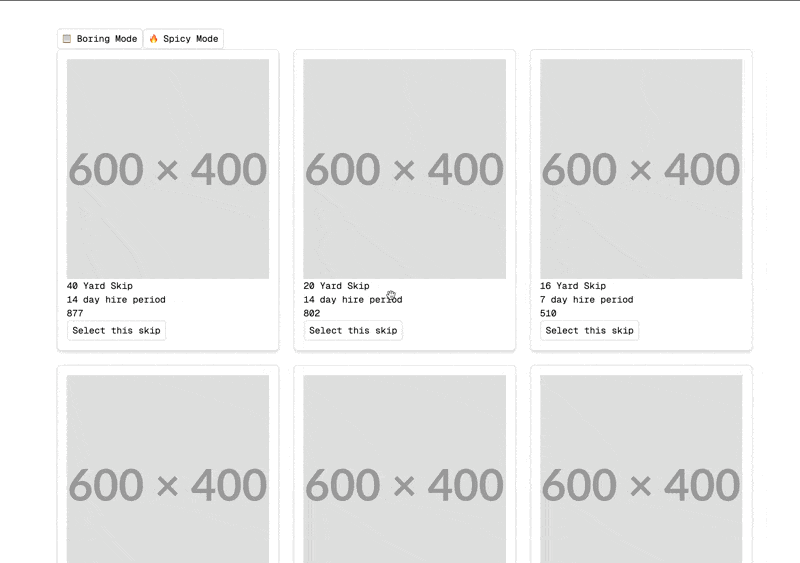 Boring Mode
Spicy Mode
600 × 400
600 × 400
600 × 400
40 Yard Skip
14 day hire period
877
Select this skip
20 Yard Skip
14 day hire period
802
Select this skip
16 Yard Skip
7 day hire period
510
Select this skip
600 × 400
600 × 400
600 × 400